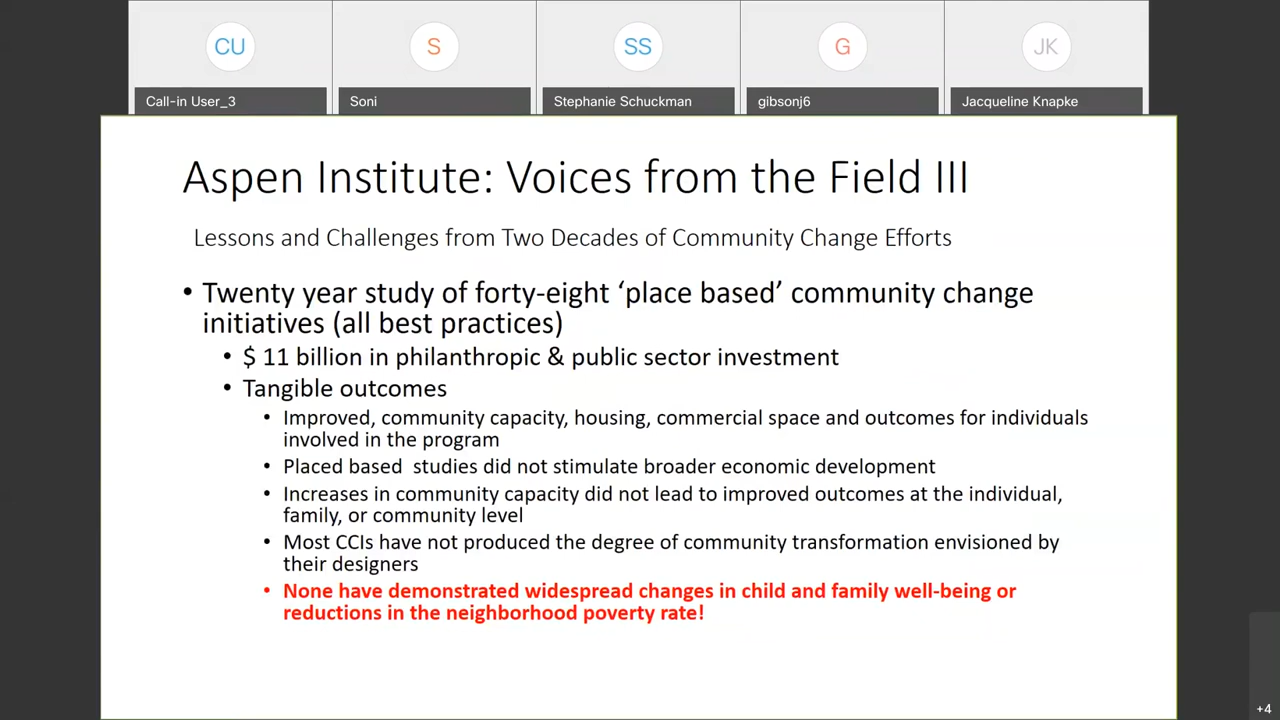 CU
S
SS
G
JK
Call-in User_3
Soni
Stephanie Schuckman
gibsonj6
Jacqueline Knapke
Aspen Institute: Voices from the Field III
Lessons and Challenges from Two Decades of Community Change Efforts
• Twenty year study of forty-eight ‘place based’ community change
initiatives (all best practices)
• $ 11 billion in philanthropic & public sector investment
• Tangible outcomes
• Improved, community capacity, housing, commercial space and outcomes for individuals
involved in the program
• Placed based studies did not stimulate broader economic development
• Increases in community capacity did not lead to improved outcomes at the individual,
family, or community level
• Most CCIs have not produced the degree of community transformation envisioned by
their designers
• None have demonstrated widespread changes in child and family well-being or
reductions in the neighborhood poverty rate!
+4